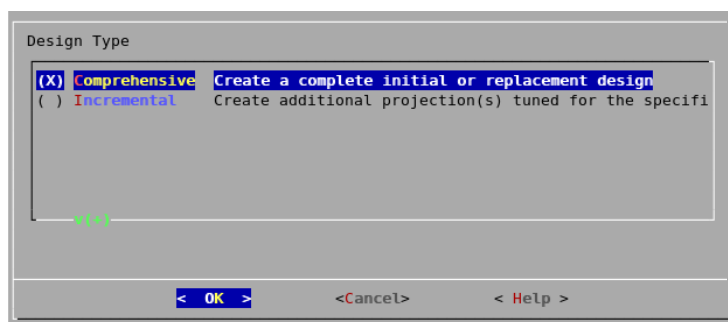 Design Type
(X) Comprehensive Create a complete initial or replacement design
( ) Incremental Create additional projection(s) tuned for the specifi
v(+)
< OK > <Cancel> < Help >